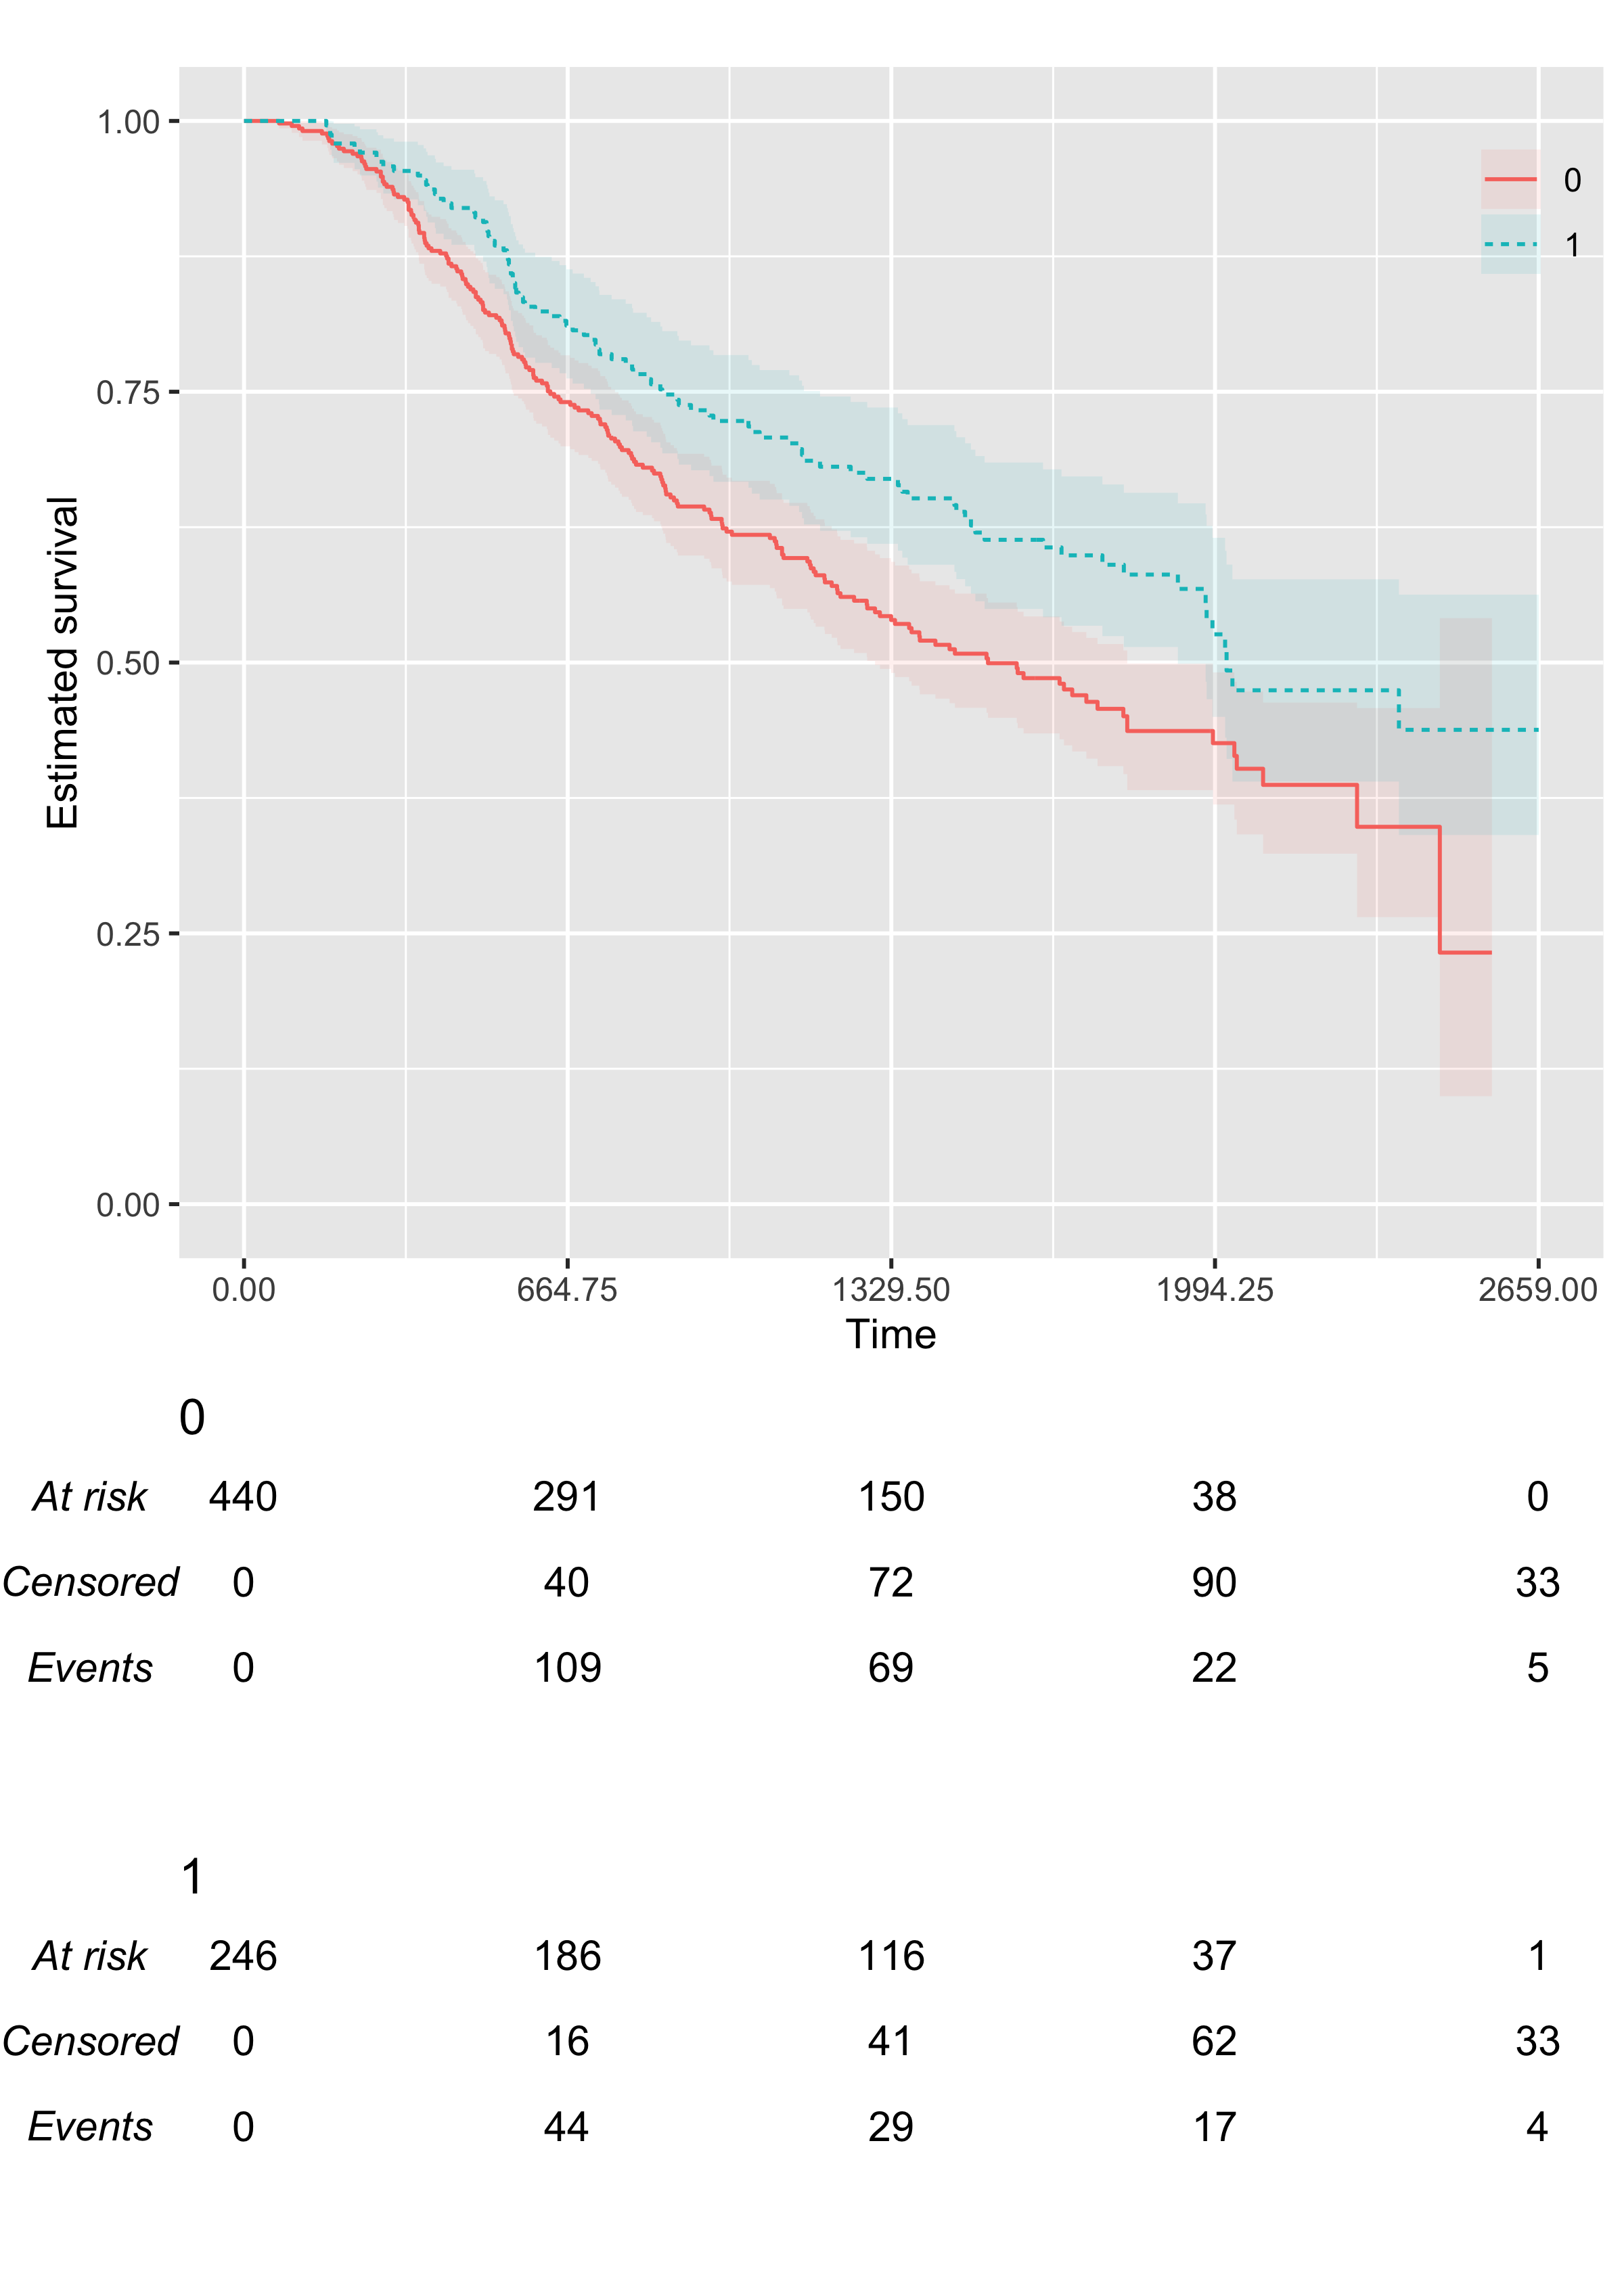 1.00
0.75
0.50
0.25
0.00
Estimated survival
0
1
0.00 664.75 1329.50 1994.25 2659.00
Time
0
At risk 440 291 150 38 0
Censored 0 40 72 90 33
Events 0 109 69 22 5
1
At risk 246 186 116 37 1
Censored 0 16 41 62 33
Events 0 44 29 17 4